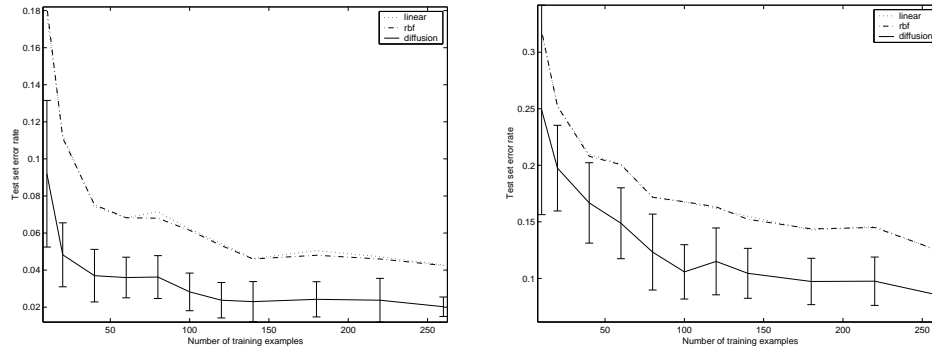 0.18
0.16
0.14
0.12
0.1
0.08
0.06
0.04
0.02
Test set error rate
50
100
150
200
250
Number of training examples
linear
rbf
diffusion
0.3
0.25
0.2
0.15
0.1
Test set error rate
50
100
150
200
250
Number of training examples
linear
rbf
diffusion